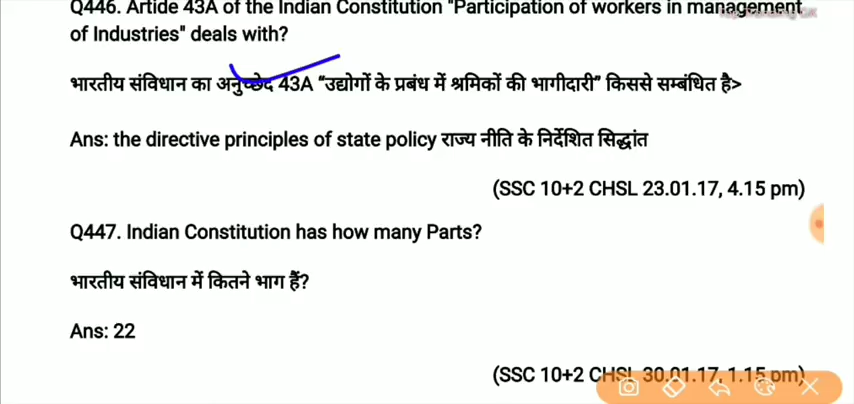 Q446. Artide 43A of the Indian Constitution "Participation of workers in management
of Industries" deals with?
भारतीय संविधान का अनुच्छेद 43A “उद्योगों के प्रबंध में श्रमिकों की भागीदारी” किससे सम्बंधित है>
Ans: the directive principles of state policy राज्य नीति के निर्देशित सिद्धांत
(SSC 10+2 CHSL 23.01.17, 4.15 pm)
Q447. Indian Constitution has how many Parts?
भारतीय संविधान में कितने भाग हैं?
Ans: 22
(SSC 10+2 CHSL 30.01.17, 1.15 pm)